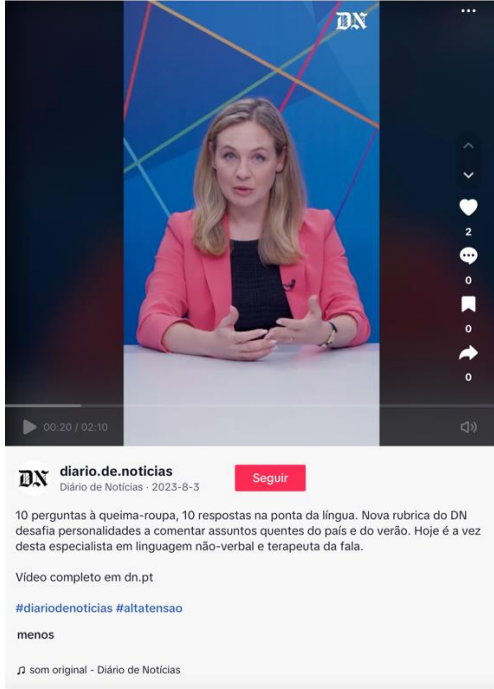 DN
2
0
0
0
00:20 / 02:10
DN
diario.de.noticias
Diário de Notícias · 2023-8-3
Seguir
10 perguntas à queima-roupa, 10 respostas na ponta da língua. Nova rubrica do DN
desafia personalidades a comentar assuntos quentes do país e do verão. Hoje é a vez
desta especialista em linguagem não-verbal e terapeuta da fala.
Vídeo completo em dn.pt
#diariodenoticias #altatensao
menos
som original - Diário de Notícias